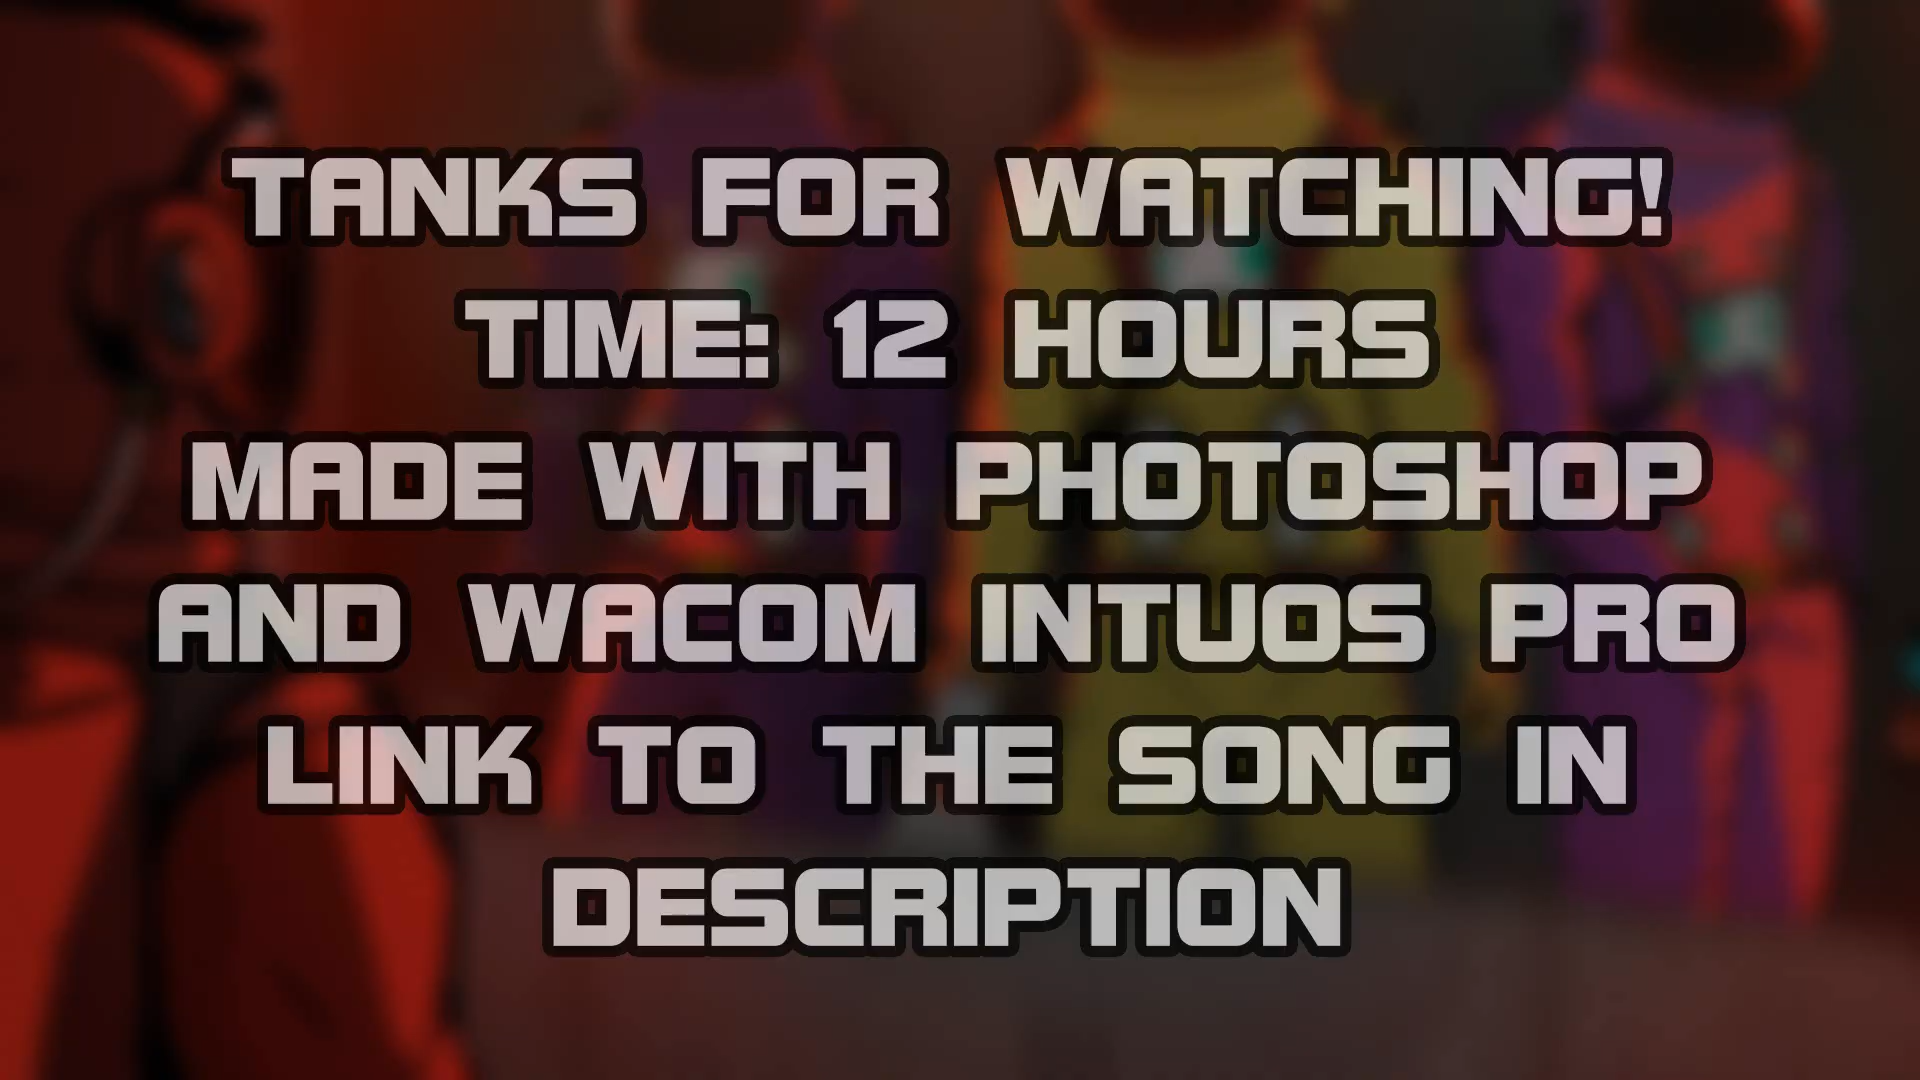 TANKS FOR WATCHING!
TIME: 12 HOURS
MADE WITH PHOTOSHOP
AND WACOM INTUOS PRO
LINK TO THE SONG IN
DESCRIPTION